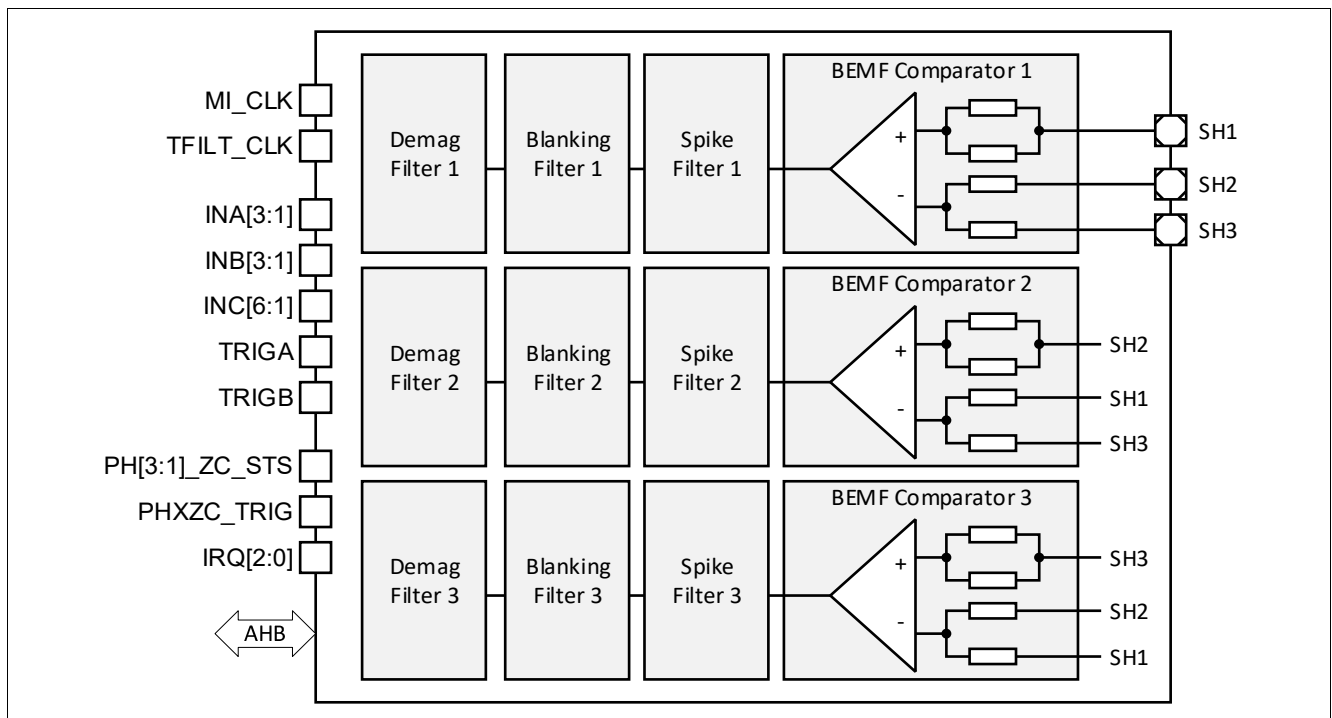 MI_CLK
TFILT_CLK
INA[3:1]
INB[3:1]
INC[6:1]
TRIGA
TRIGB
PH[3:1]_ZC_STS
PHXZC_TRIG
IRQ[2:0]
AHB
Demag
Filter 1
Blanking
Filter 1
Spike
Filter 1
BEMF Comparator 1
+
-
SH1
SH2
SH3
Demag
Filter 2
Blanking
Filter 2
Spike
Filter 2
BEMF Comparator 2
+
-
SH2
SH1
SH3
Demag
Filter 3
Blanking
Filter 3
Spike
Filter 3
BEMF Comparator 3
+
-
SH3
SH2
SH1